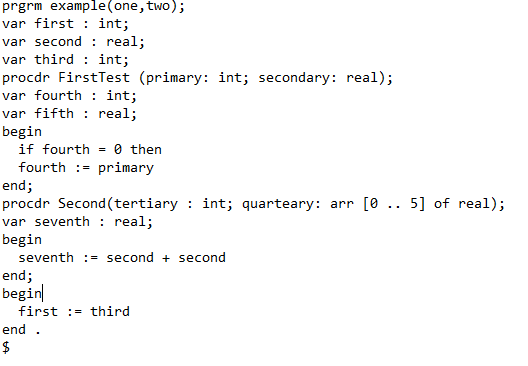 prgrm example(one,two);
var first : int;
var second : real;
var third : int;
procdr FirstTest (primary: int; secondary: real);
var fourth : int;
var fifth : real;
begin
  if fourth = 0 then
  fourth := primary
end;
procdr Second(tertiary : int; quarteary: arr [0 .. 5] of real);
var seventh : real;
begin
  seventh := second + second
end;
begin
  first := third
end .
$